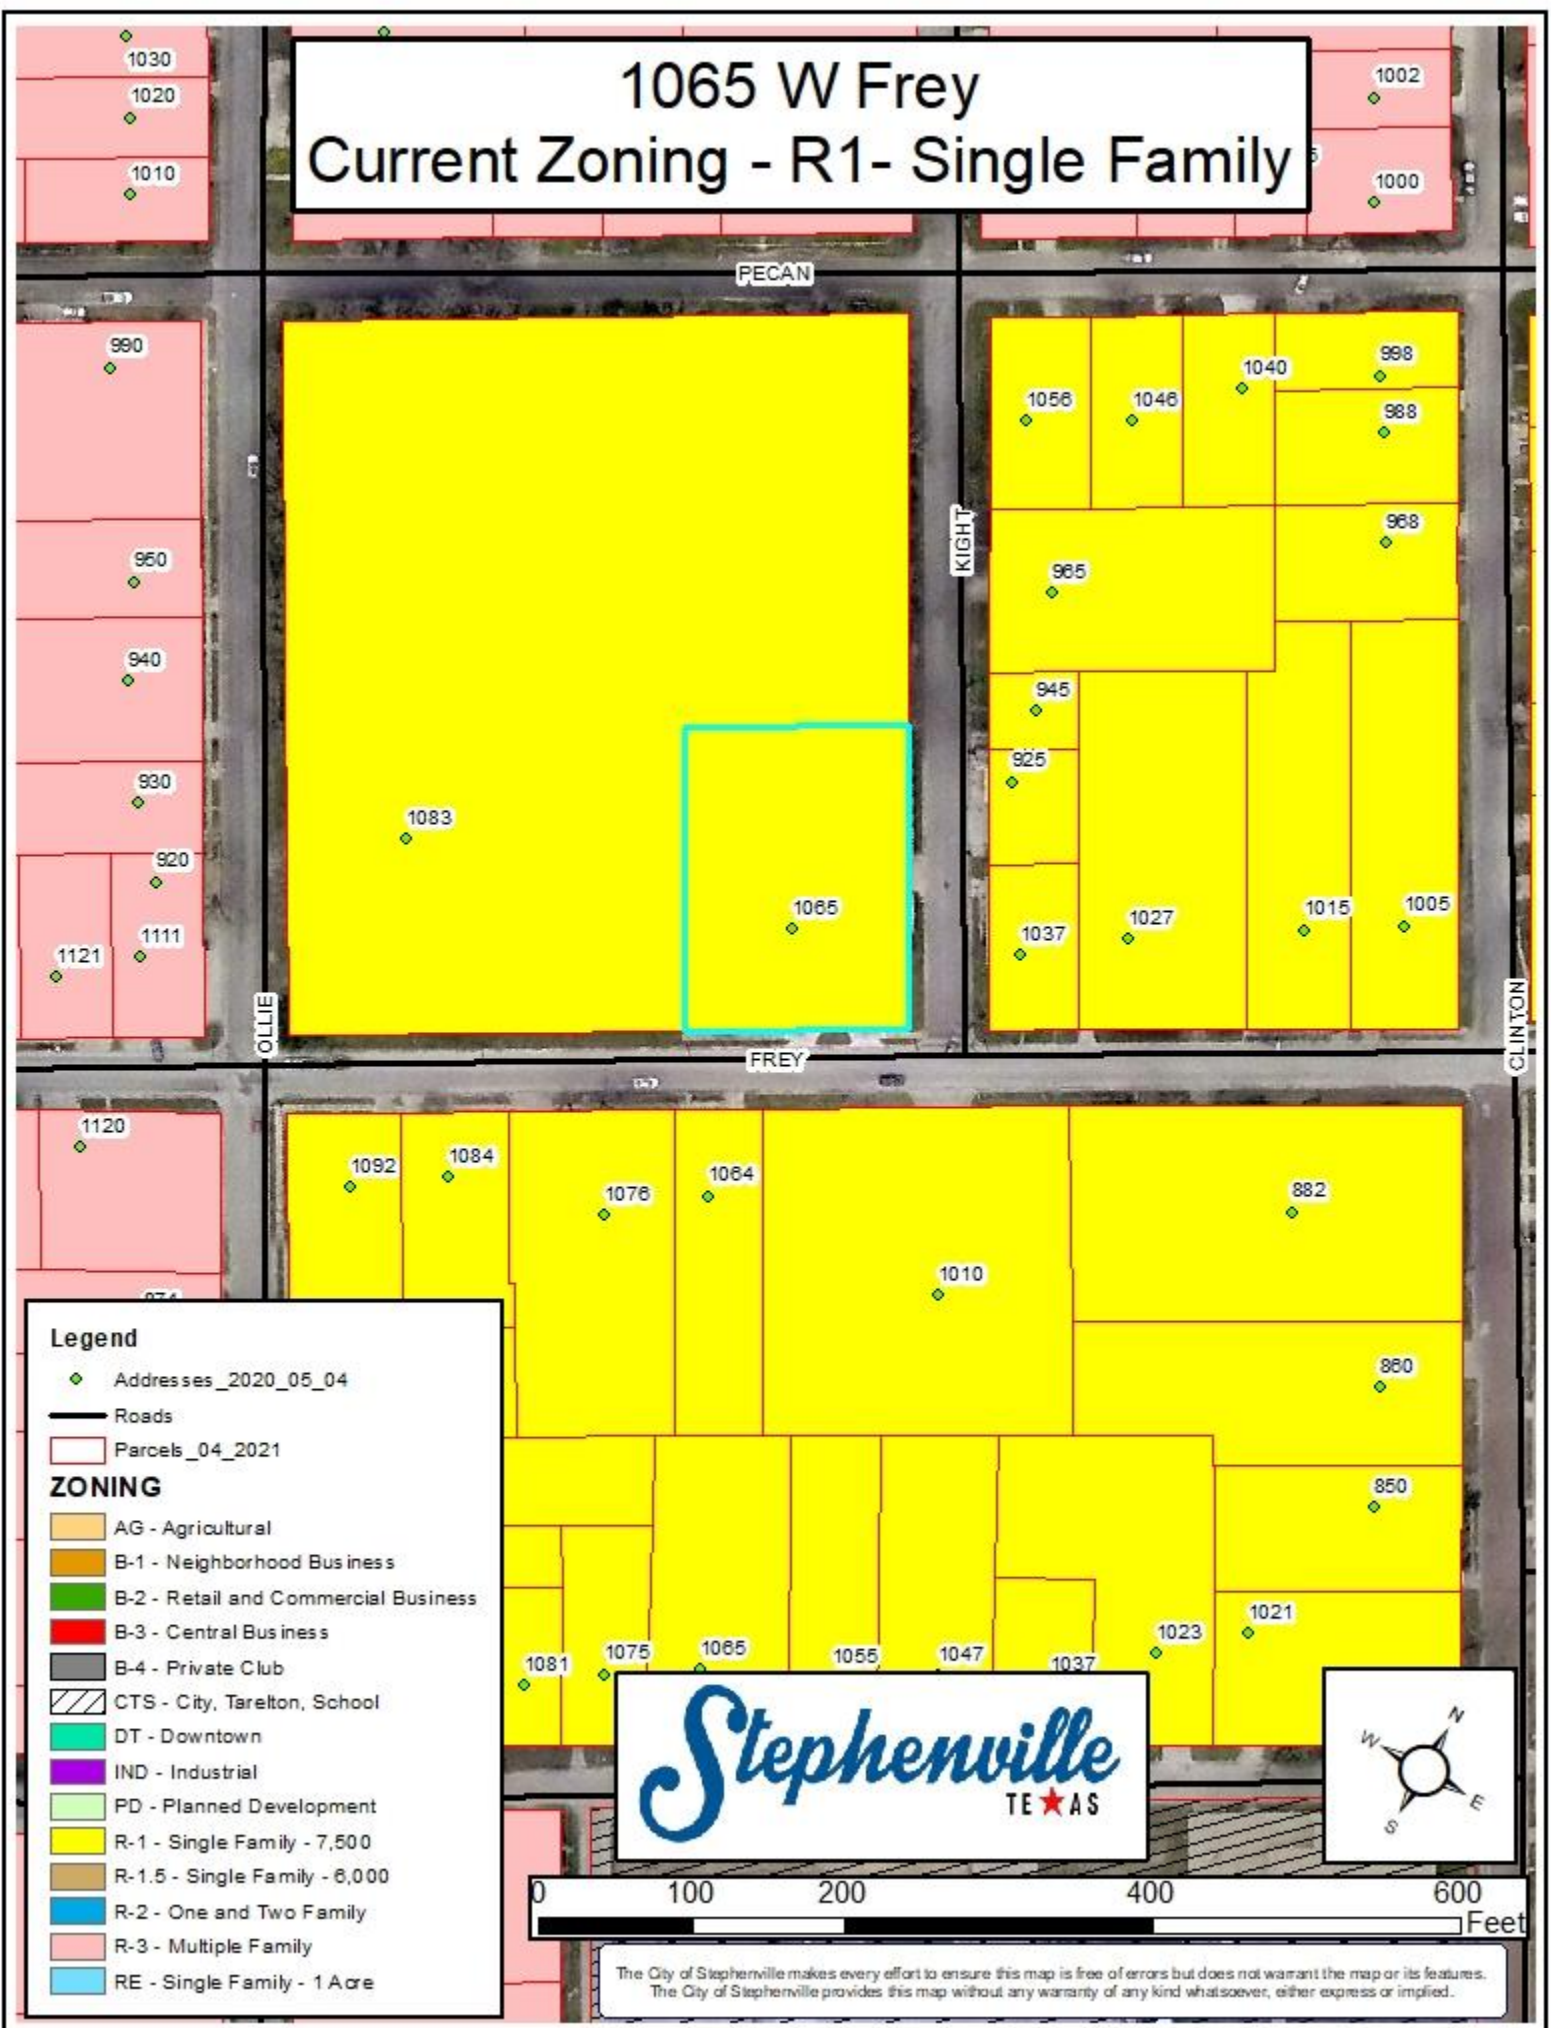 1065 W Frey
Current Zoning - R1- Single Family
1030
1020
1010
1002
1000
PECAN
990
950
940
930
920
1111
1121
1083
1065
KIGHT
1056
1046
1040
998
988
968
965
945
925
1037
1027
1015
1005
OLLIE
FREY
CLINTON
1120
1092
1084
1076
1064
1010
882
860
850
1081
1075
1065
1055
1047
1037
1023
1021
Legend
Addresses_2020_05_04
Roads
Parcels_04_2021
ZONING
AG - Agricultural
B-1 - Neighborhood Business
B-2 - Retail and Commercial Business
B-3 - Central Business
B-4 - Private Club
CTS - City, Tarelton, School
DT - Downtown
IND - Industrial
PD - Planned Development
R-1 - Single Family - 7,500
R-1.5 - Single Family - 6,000
R-2 - One and Two Family
R-3 - Multiple Family
RE - Single Family - 1 Acre
Stephenville
TEXAS
N
W
E
S
0 100 200 400 600
Feet
The City of Stephenville makes every effort to ensure this map is free of errors but does not warrant the map or its features.
The City of Stephenville provides this map without any warranty of any kind whatsoever, either express or implied.